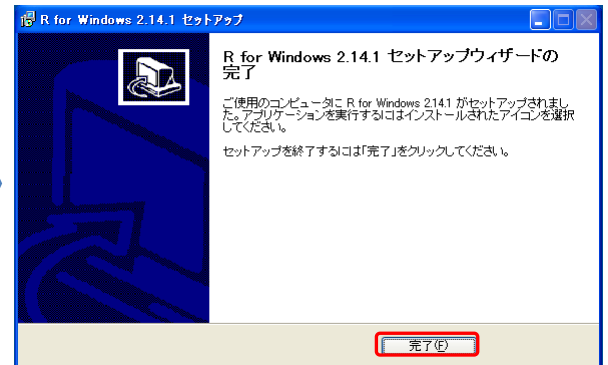 R for Windows 2.14.1 セットアップ
R for Windows 2.14.1 セットアップウィザードの
完了
ご使用のコンピュータに R for Windows 2.14.1 がセットアップされまし
た。アプリケーションを実行するにはインストールされたアイコンを選択
してください。
セットアップを終了するには「完了」をクリックしてください。
完了(F)